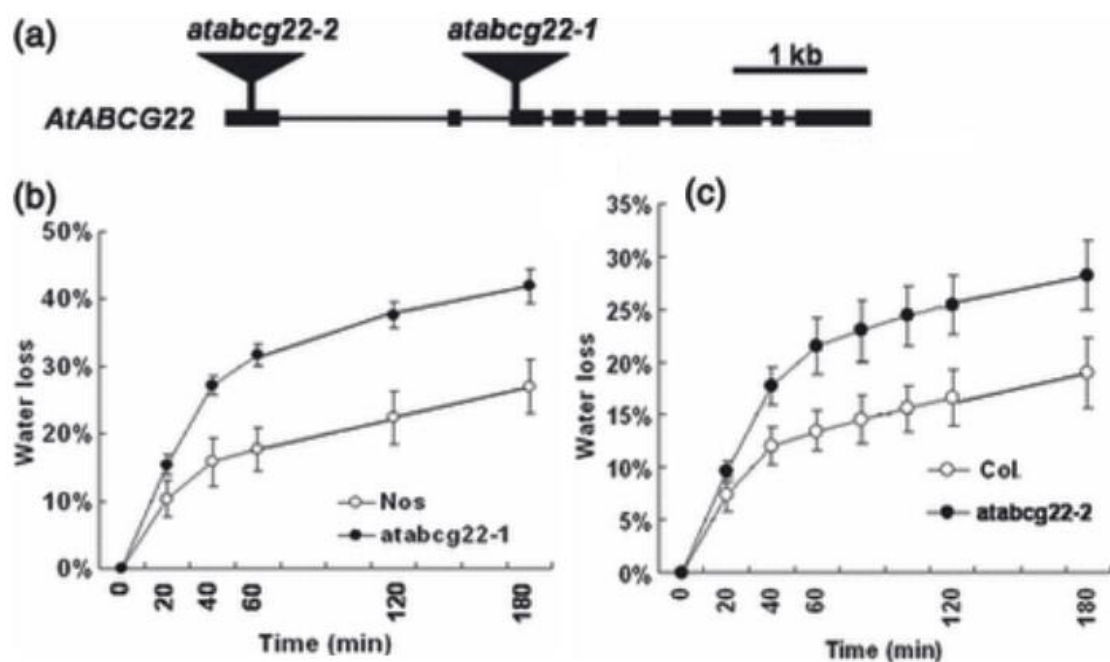 (a)
atabcg22-2
atabcg22-1
1 kb
AtABCG22
(b)
50%
40%
30%
20%
10%
0%
Water loss
Nos
atabcg22-1
0
20
40
60
120
180
Time (min)
(c)
35%
30%
25%
20%
15%
10%
5%
0%
Water loss
Col.
atabcg22-2
0
20
40
60
120
180
Time (min)